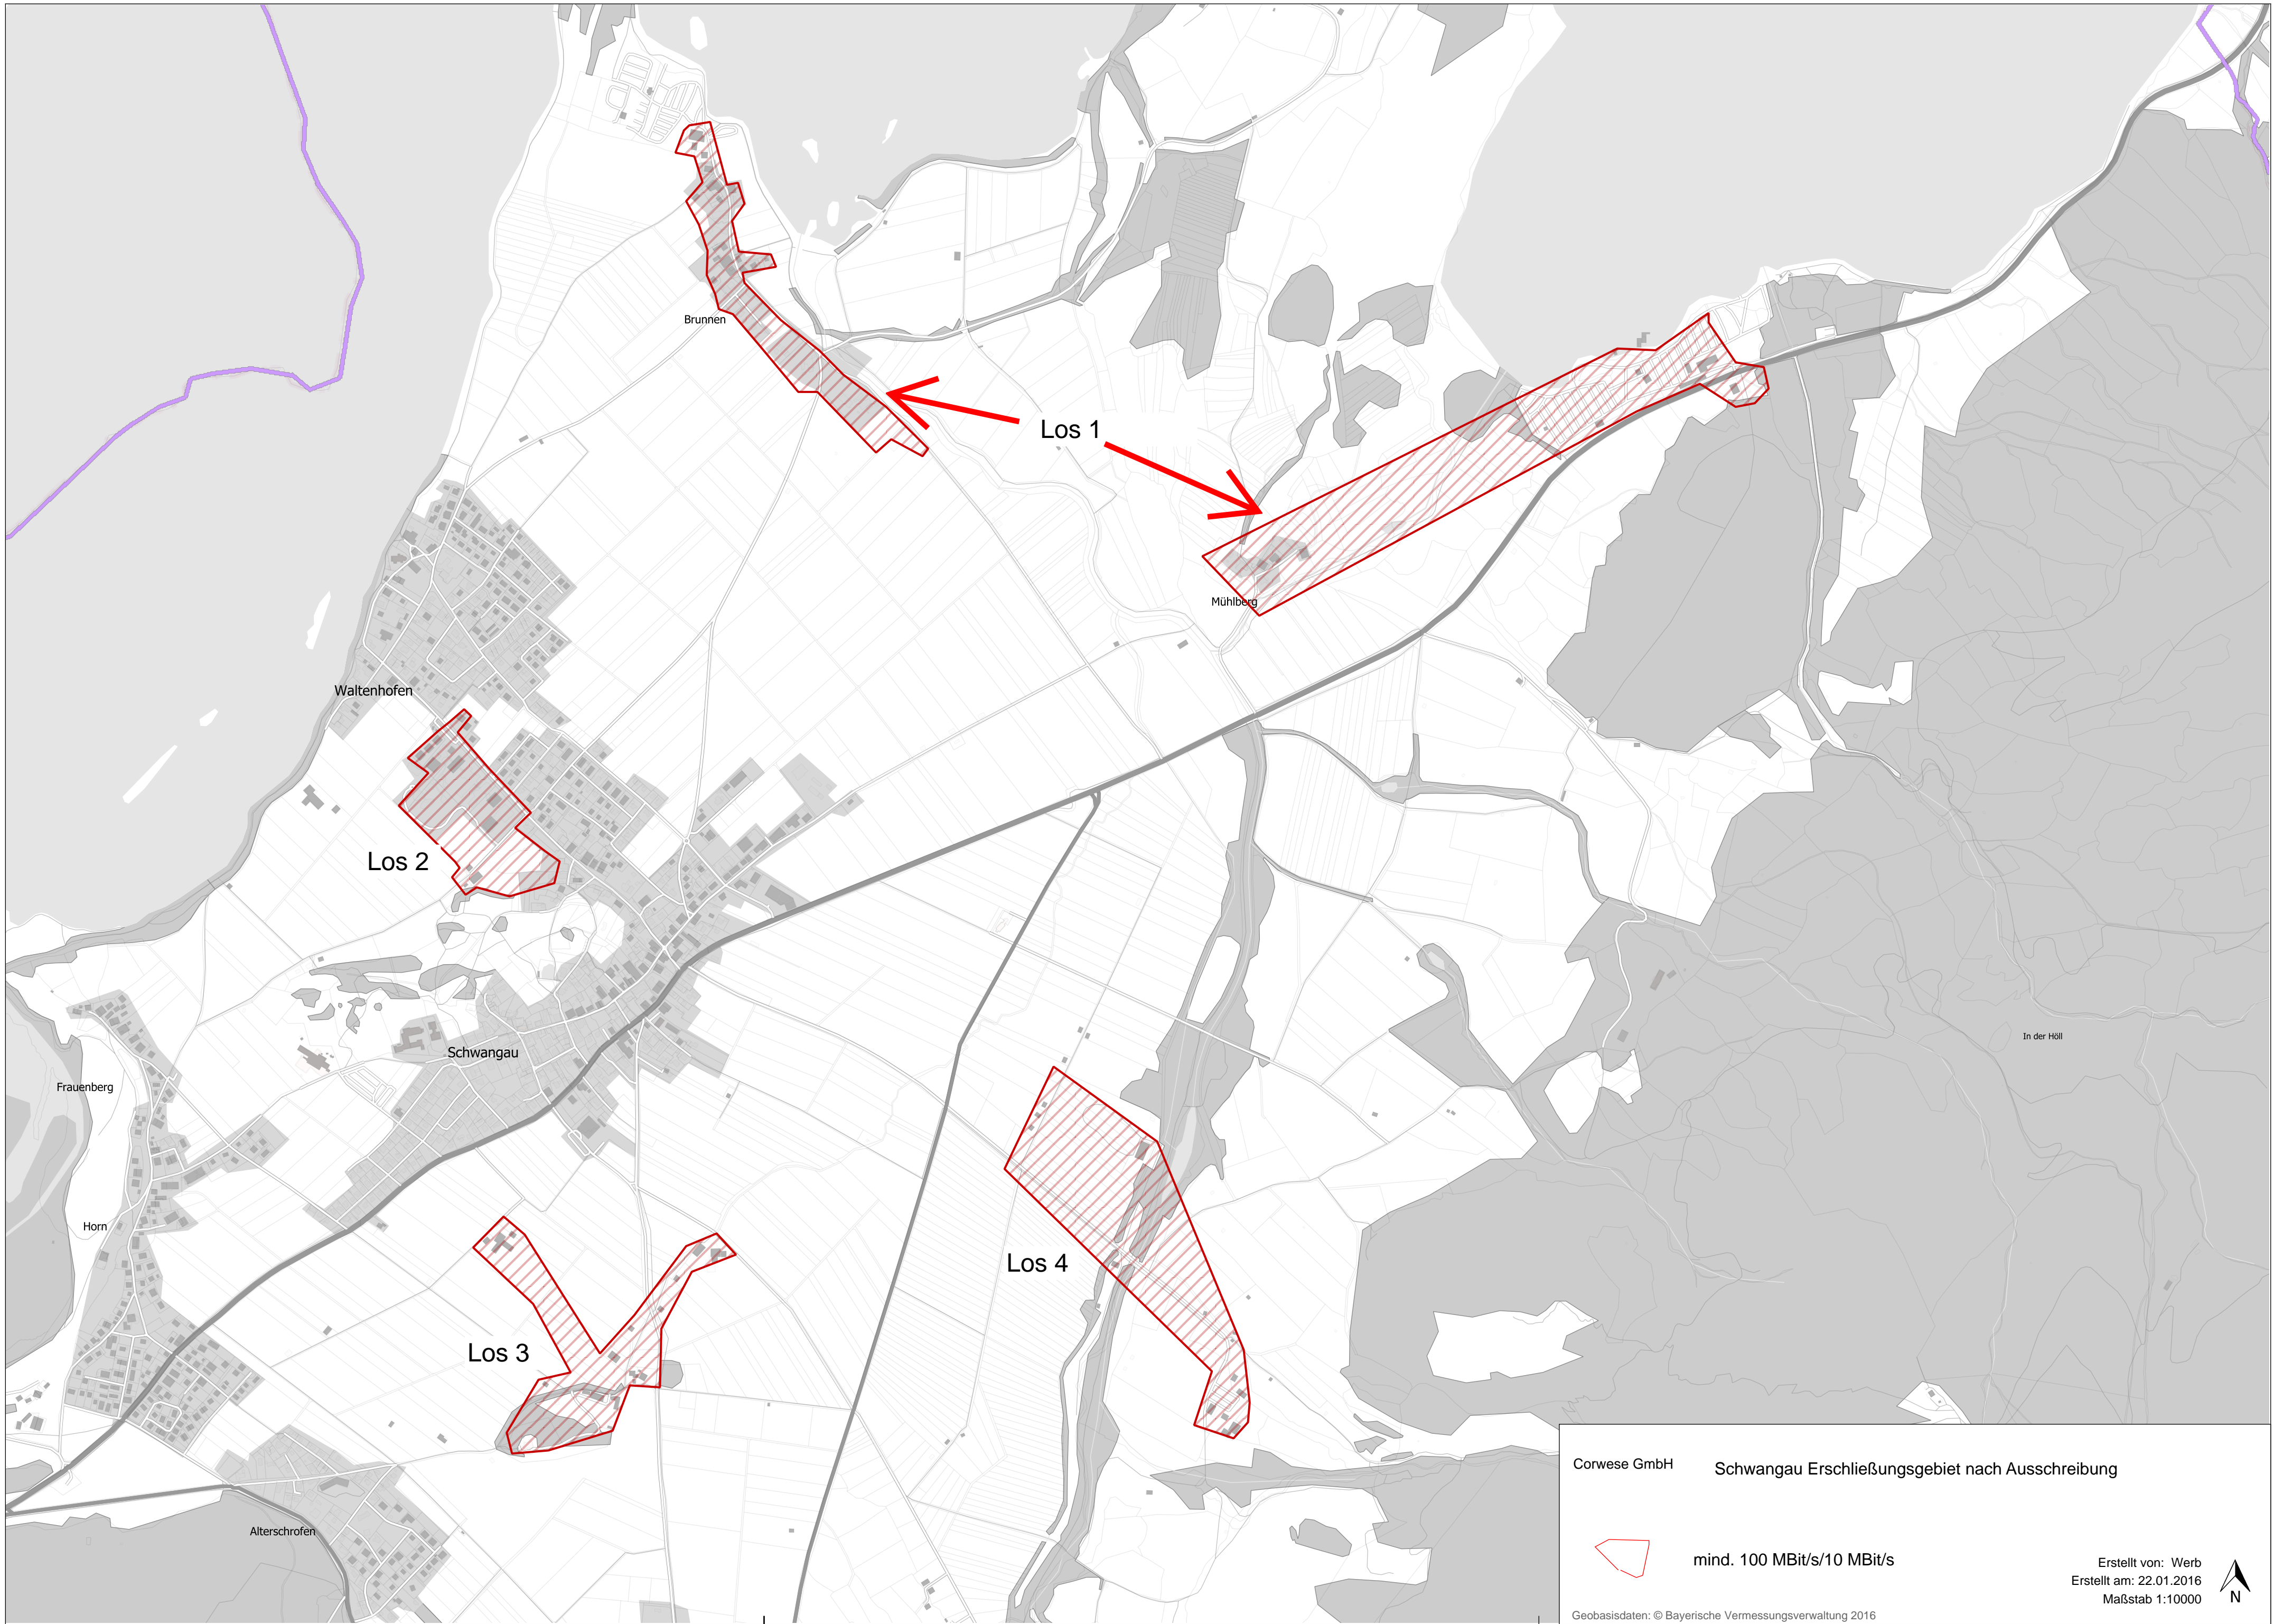 Brunnen
Los 1
Mühlberg
Waltenhofen
Los 2
Schwangau
In der Höll
Frauenberg
Horn
Los 4
Los 3
Alterschrofen
Corwese GmbH
Schwangau Erschließungsgebiet nach Ausschreibung
mind. 100 MBit/s/10 MBit/s
Erstellt von: Werb
Erstellt am: 22.01.2016
Maßstab 1:10000
N
Geobasisdaten: © Bayerische Vermessungsverwaltung 2016